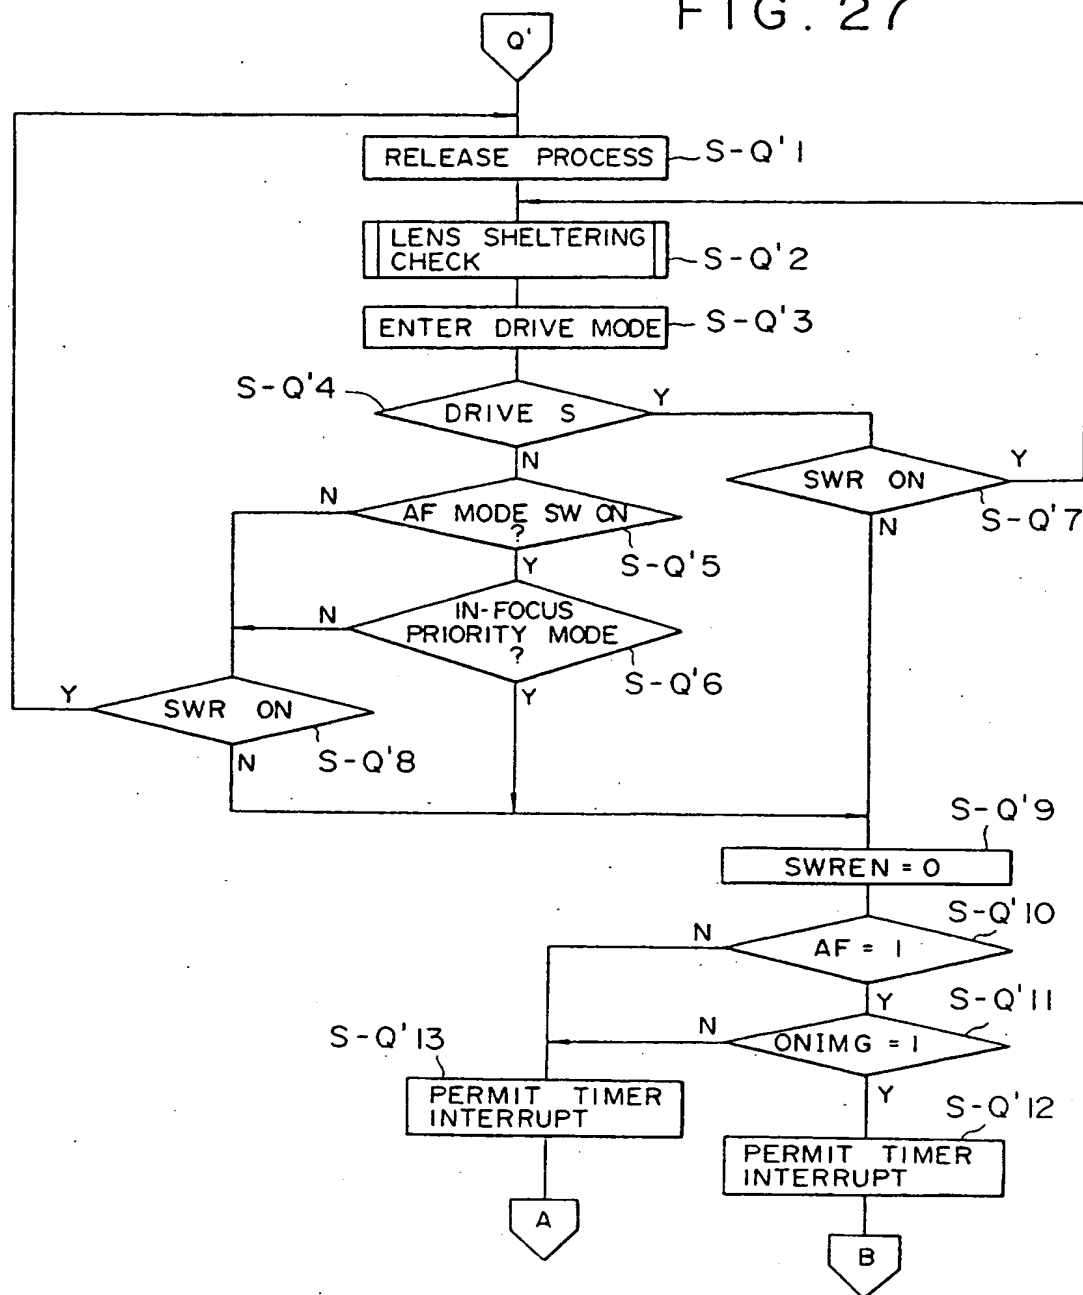 FIG. 27
Q'
RELEASE PROCESS
S-Q'1
LENS SHELTERING
CHECK
S-Q'2
ENTER DRIVE MODE
S-Q'3
S-Q'4
DRIVE S
Y
N
SWR ON
Y
S-Q'7
N
N
AF MODE SW ON
?
S-Q'5
Y
N
IN-FOCUS
PRIORITY MODE
?
S-Q'6
Y
Y
SWR ON
S-Q'8
N
S-Q'9
SWREN = 0
S-Q'10
N
AF = 1
Y
S-Q'11
N
ONIMG = 1
Y
S-Q'13
PERMIT TIMER
INTERRUPT
S-Q'12
PERMIT TIMER
INTERRUPT
A
B